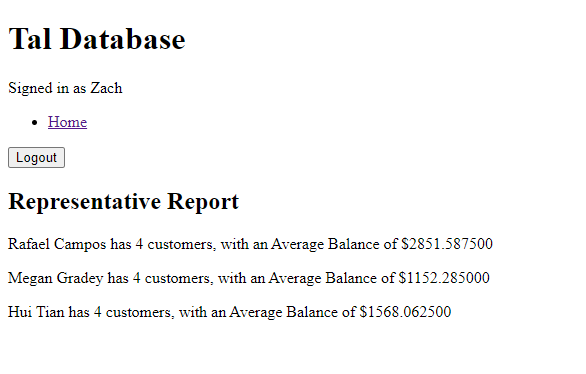 Tal Database
Signed in as Zach
Home
Logout
Representative Report
Rafael Campos has 4 customers, with an Average Balance of $2851.587500
Megan Gradey has 4 customers, with an Average Balance of $1152.285000
Hui Tian has 4 customers, with an Average Balance of $1568.062500